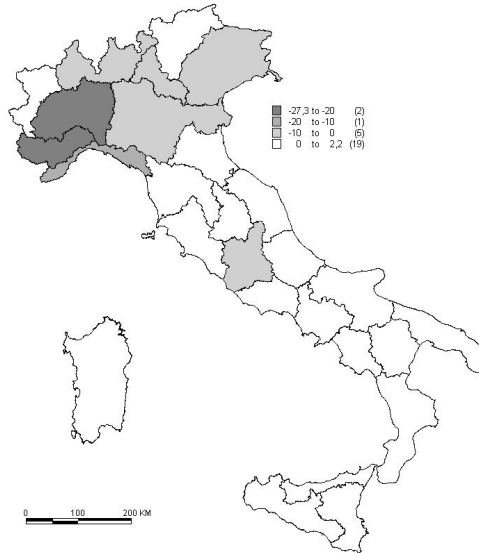 -27,3 to -20 (2)
-20 to -10 (1)
-10 to 0 (5)
0 to 2,2 (19)
0 100 200 KM